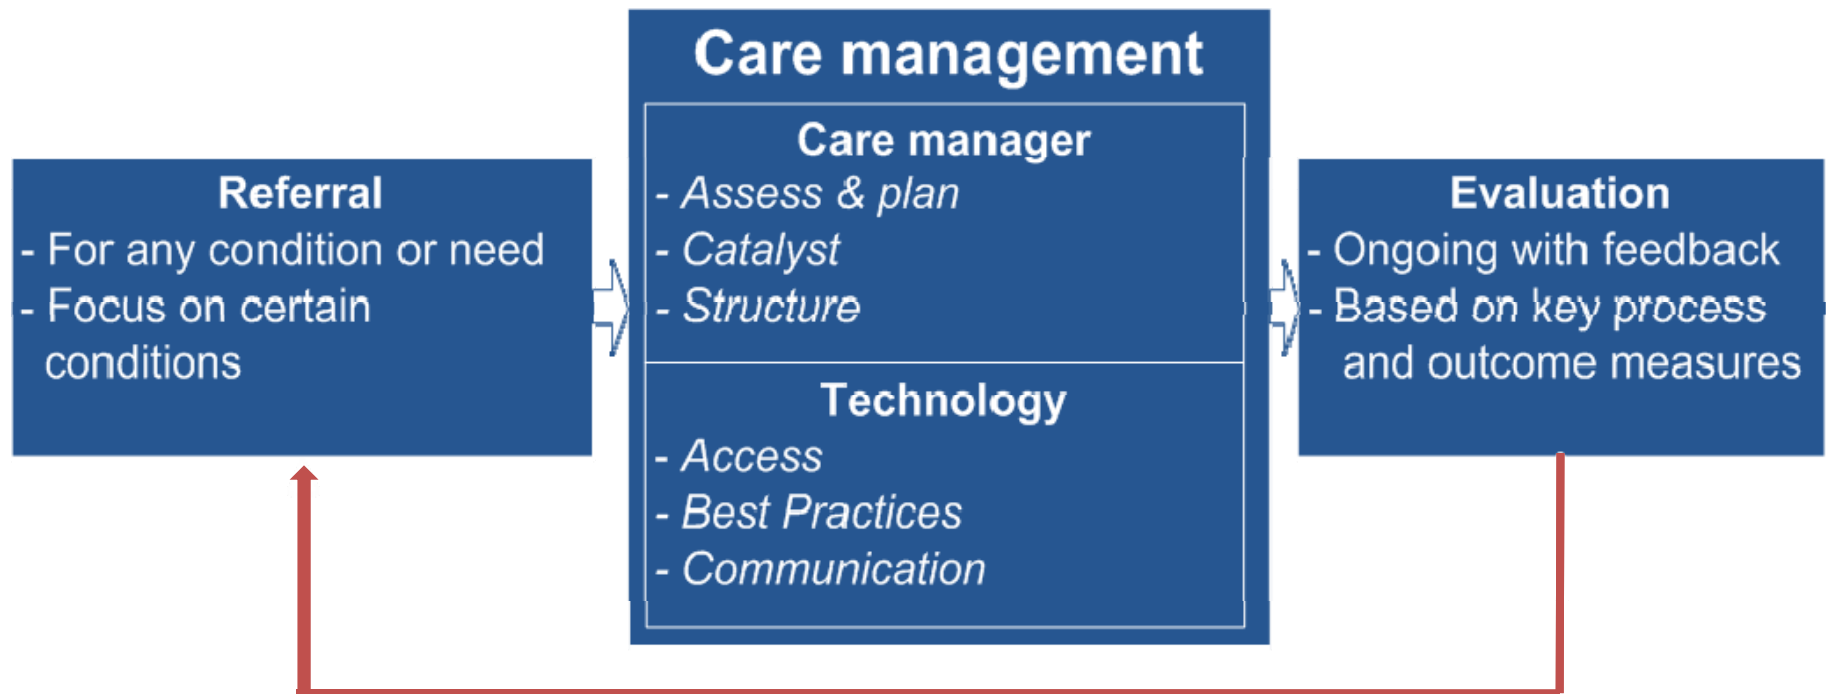 Care management
Care manager
- Assess & plan
- Catalyst
- Structure
Technology
- Access
- Best Practices
- Communication
Referral
- For any condition or need
- Focus on certain
conditions
Evaluation
- Ongoing with feedback
- Based on key process
and outcome measures